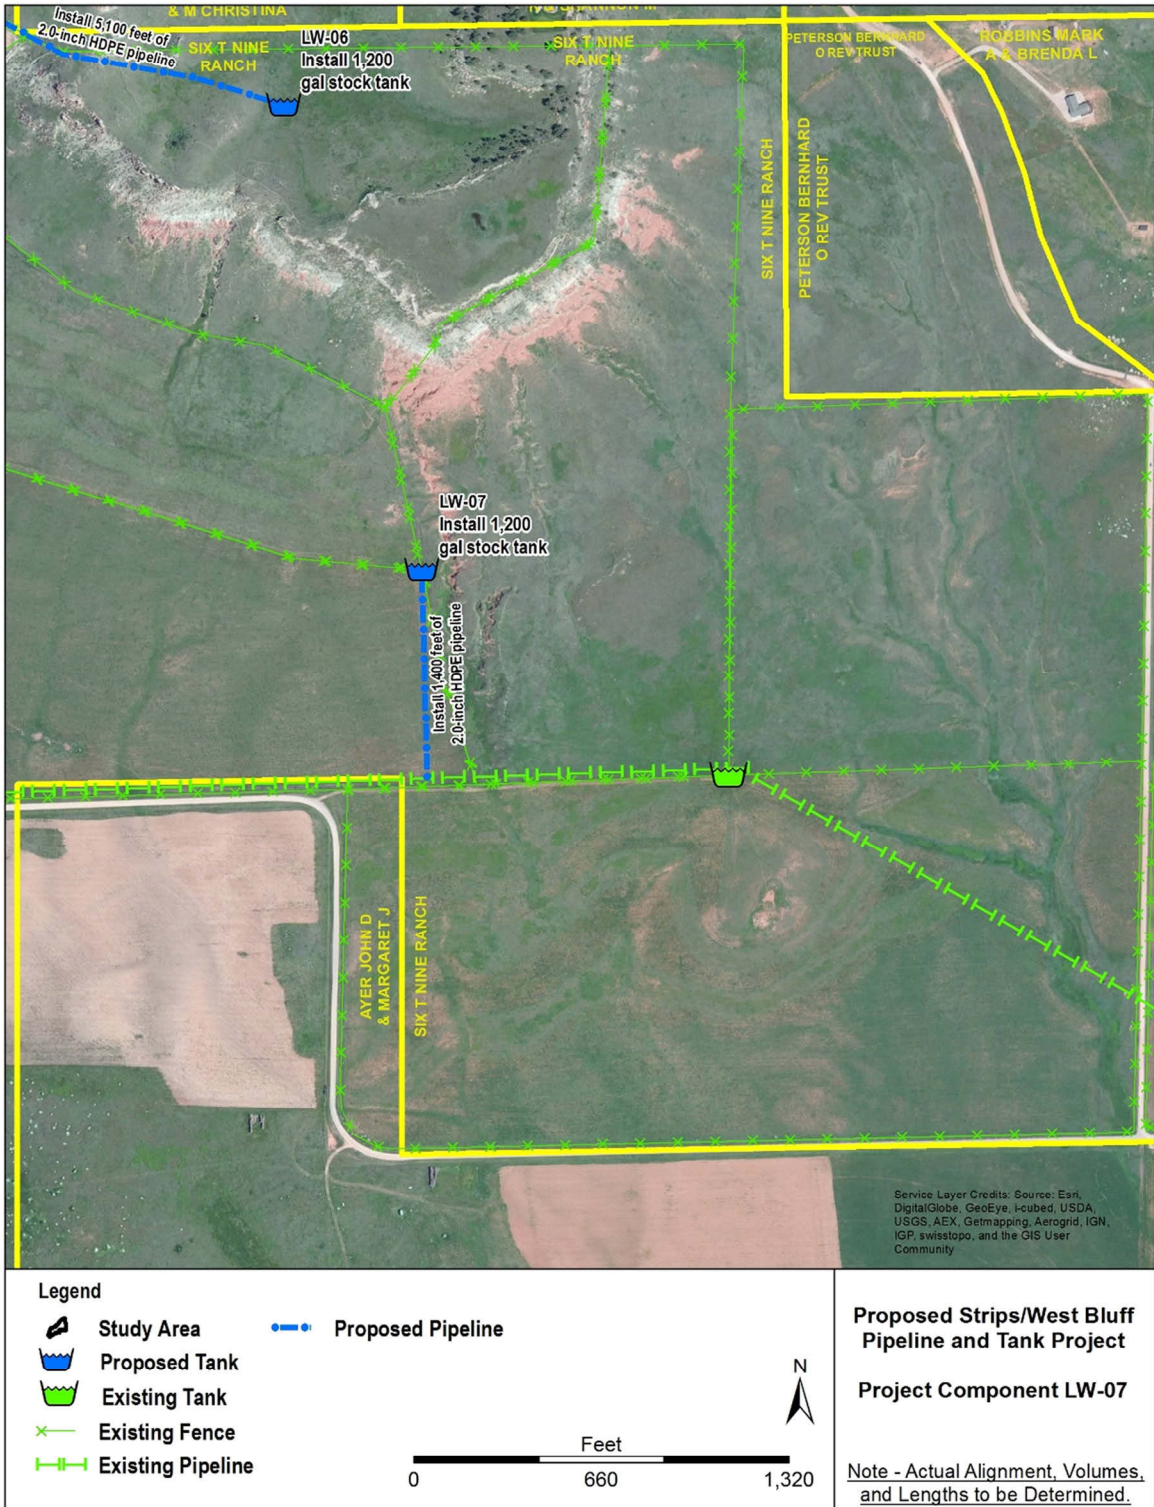 & M CHRISTINA
Install 5,100 feet of
2.0-inch HDPE pipeline
SIX T NINE
RANCH
LW-06
Install 1,200
gal stock tank
SIX T NINE
RANCH
PETERSON BERNHARD
O REV TRUST
ROBBINS MARK
A & BRENDA L
SIX T NINE RANCH
PETERSON BERNHARD
O REV TRUST
LW-07
Install 1,200
gal stock tank
Install 1,400 feet of
2.0-inch HDPE pipeline
AYER JOHN D
& MARGARET J
SIX T NINE RANCH
Service Layer Credits: Source: Esri,
DigitalGlobe, GeoEye, i-cubed, USDA,
USGS, AEX, Getmapping, Aerogrid, IGN,
IGP, swisstopo, and the GIS User
Community
Legend
Study Area
Proposed Tank
Existing Tank
Existing Fence
Existing Pipeline
Proposed Pipeline
N
Feet
0 660 1,320
Proposed Strips/West Bluff
Pipeline and Tank Project
Project Component LW-07
Note - Actual Alignment, Volumes,
and Lengths to be Determined.